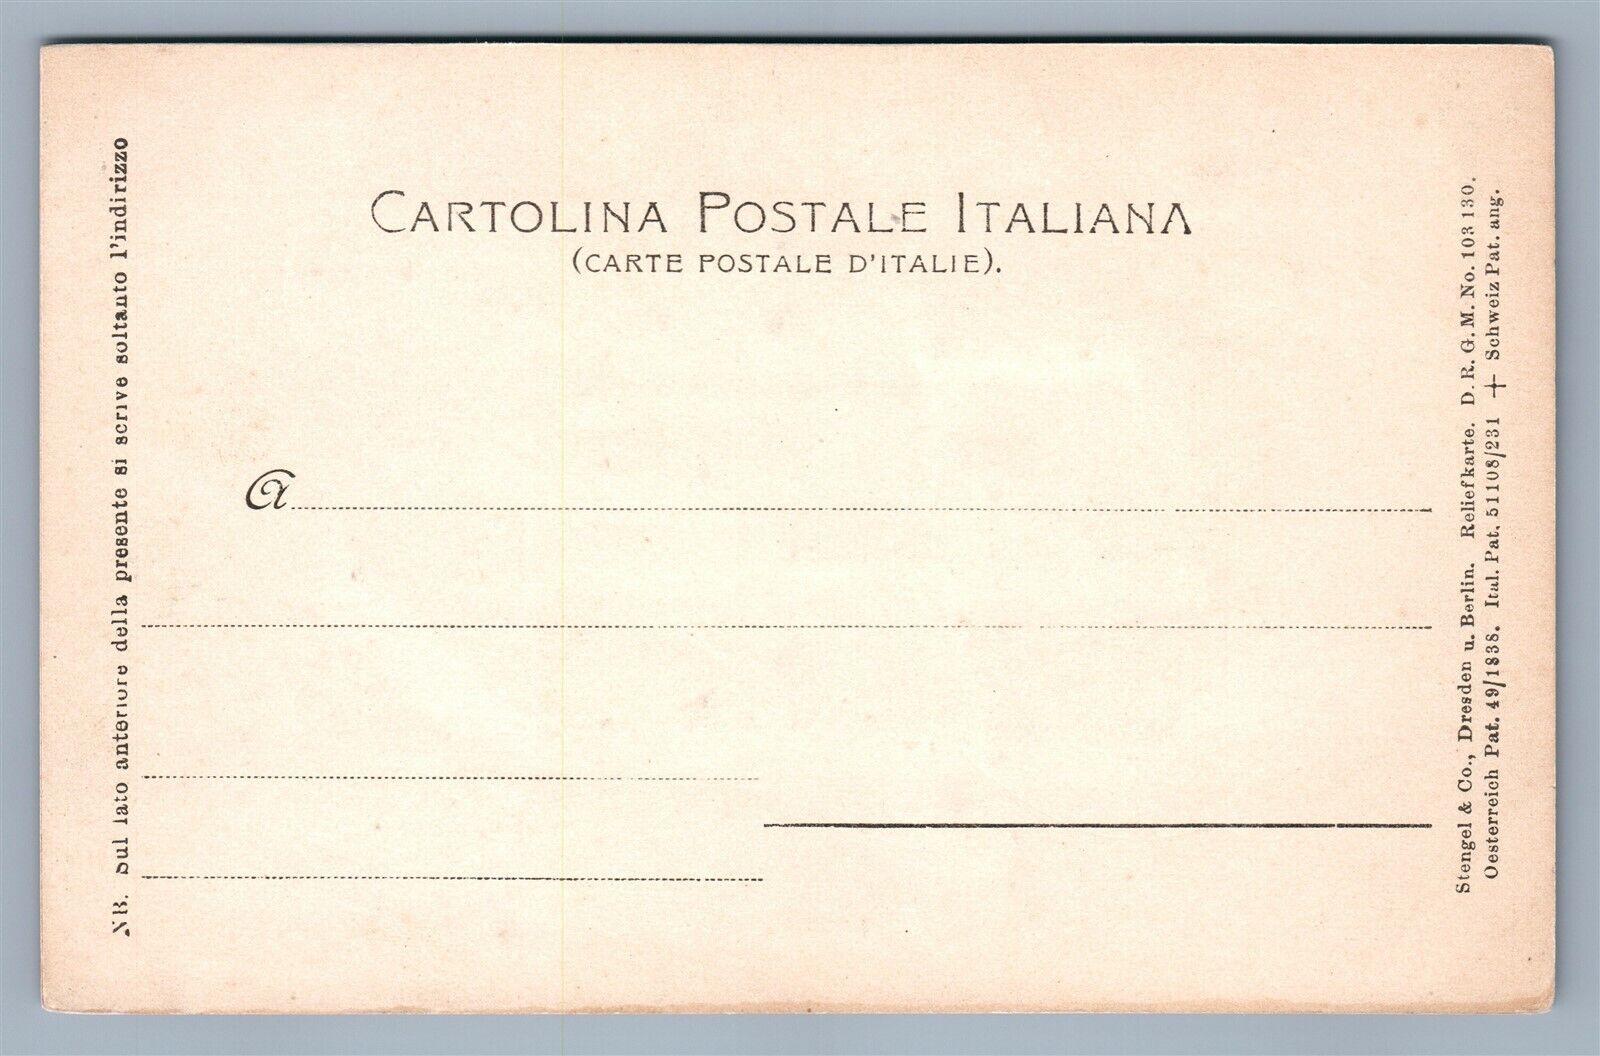 CARTOLINA POSTALE ITALIANA
(CARTE POSTALE D'ITALIE).
A
NB. Sul lato anteriore della presente si scrive soltanto l'indirizzo
Stengel & Co., Dresden u. Berlin. Reliefkarte. D. R. G. M. No. 103 130.
Oesterreich Pat. 49/1838. Ital. Pat. 51108/231 + Schweiz Pat. ang.